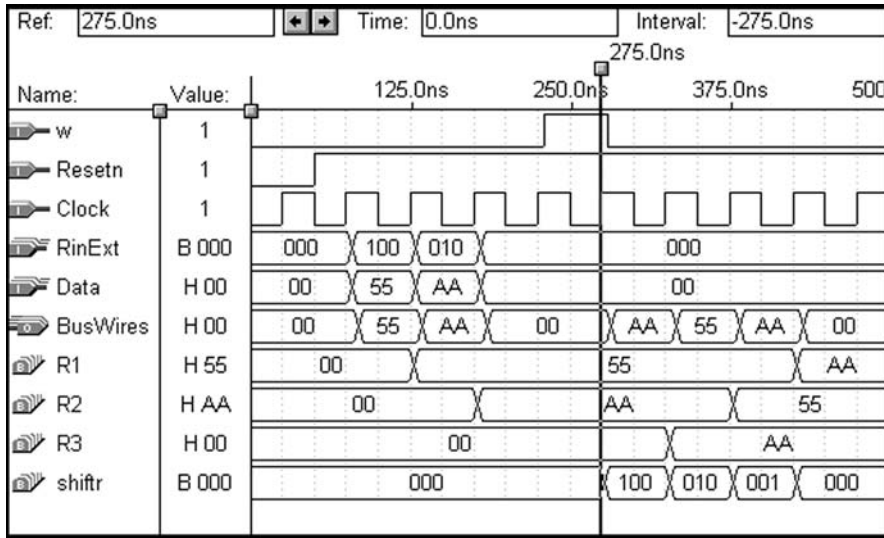 Ref: 275.0ns Time: 0.0ns Interval: -275.0ns
275.0ns
Name: Value: 125.0ns 250.0ns 375.0ns 500
w 1
Resetn 1
Clock 1
RinExt B 000 000 100 010 000
Data H 00 00 55 AA 00
BusWires H 00 00 55 AA 00 AA 55 AA 00
R1 H 55 00 55 AA
R2 H AA 00 AA 55
R3 H 00 00 AA
shiftr B 000 000 100 010 001 000